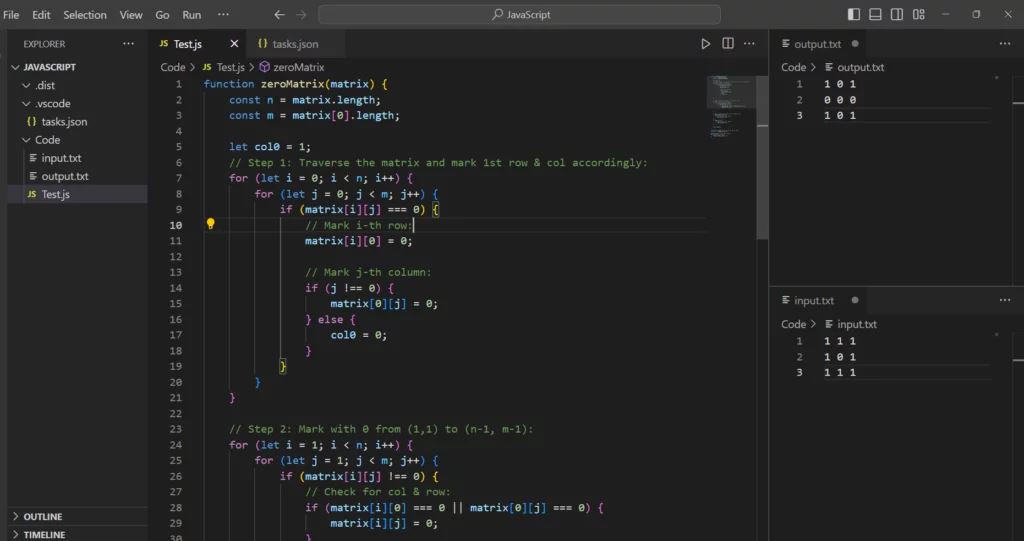 File Edit Selection View Go Run ··· JavaScript
EXPLORER ···
JAVASCRIPT
.dist
.vscode
{} tasks.json
Code
input.txt
output.txt
JS Test.js
OUTLINE
TIMELINE
JS Test.js {} tasks.json ···
Code > JS Test.js > zeroMatrix
1 function zeroMatrix(matrix) {
2     const n = matrix.length;
3     const m = matrix[0].length;
4
5     let col0 = 1;
6     // Step 1: Traverse the matrix and mark 1st row & col accordingly:
7     for (let i = 0; i < n; i++) {
8         for (let j = 0; j < m; j++) {
9             if (matrix[i][j] === 0) {
10                 // Mark i-th row:
11                 matrix[i][0] = 0;
12
13                 // Mark j-th column:
14                 if (j !== 0) {
15                     matrix[0][j] = 0;
16                 } else {
17                     col0 = 0;
18                 }
19             }
20         }
21     }
22
23     // Step 2: Mark with 0 from (1,1) to (n-1, m-1):
24     for (let i = 1; i < n; i++) {
25         for (let j = 1; j < m; j++) {
26             if (matrix[i][j] !== 0) {
27                 // Check for col & row:
28                 if (matrix[i][0] === 0 || matrix[0][j] === 0) {
29                     matrix[i][j] = 0;
30                 }
output.txt ···
Code > output.txt
1 1 0 1
2 0 0 0
3 1 0 1
input.txt ···
Code > input.txt
1 1 1 1
2 1 0 1
3 1 1 1